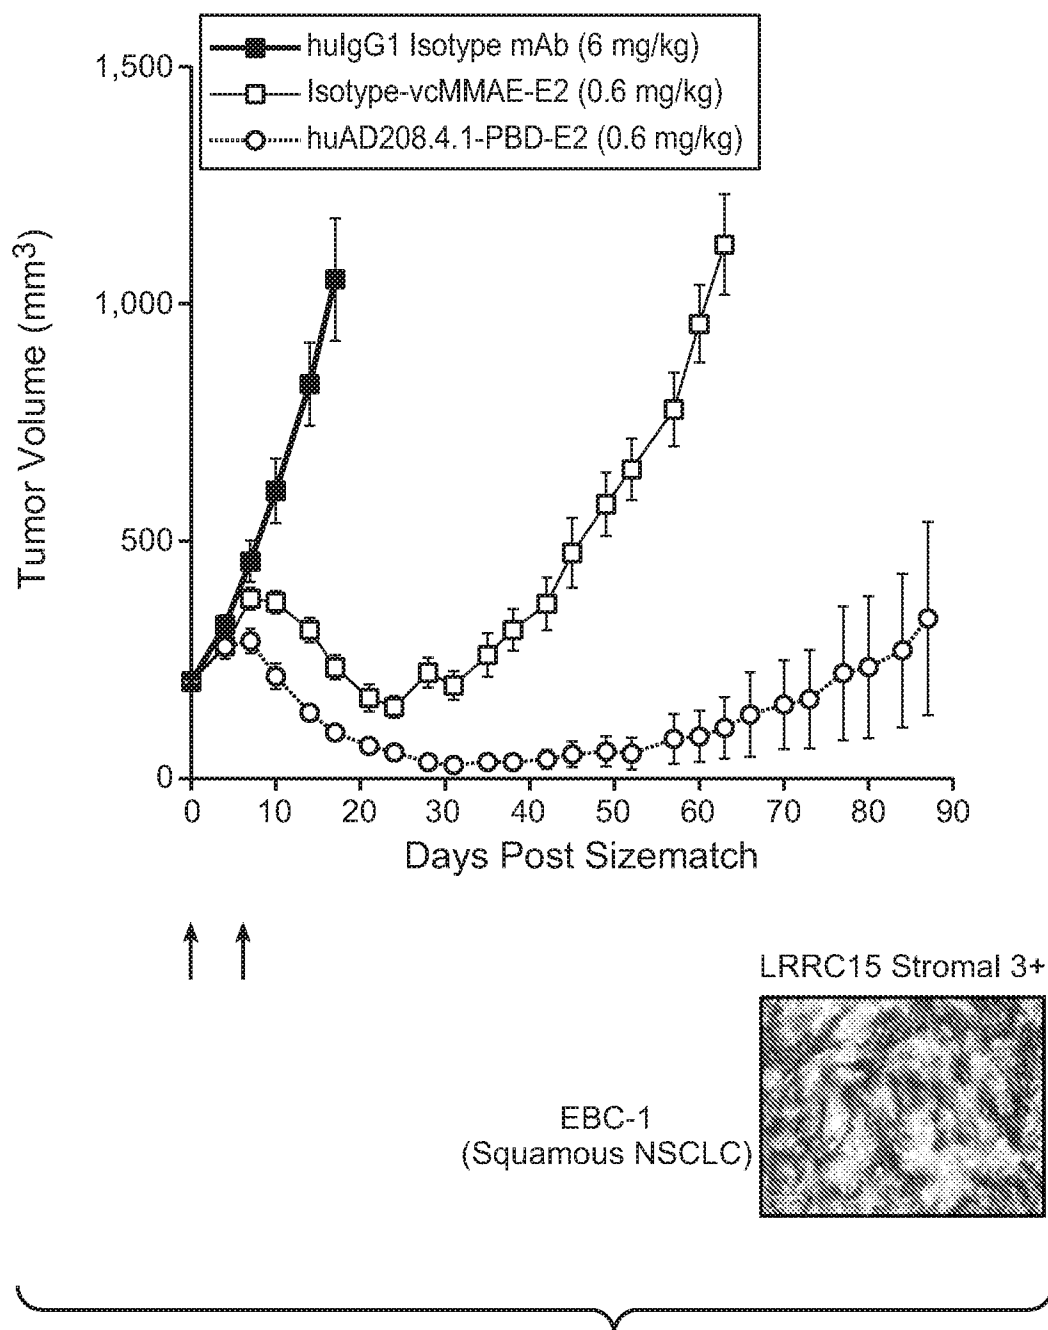 huIgG1 Isotype mAb (6 mg/kg)
Isotype-vcMMAE-E2 (0.6 mg/kg)
huAD208.4.1-PBD-E2 (0.6 mg/kg)
1,500
1,000
500
0
Tumor Volume (mm³)
0 10 20 30 40 50 60 70 80 90
Days Post Sizematch
LRRC15 Stromal 3+
EBC-1
(Squamous NSCLC)